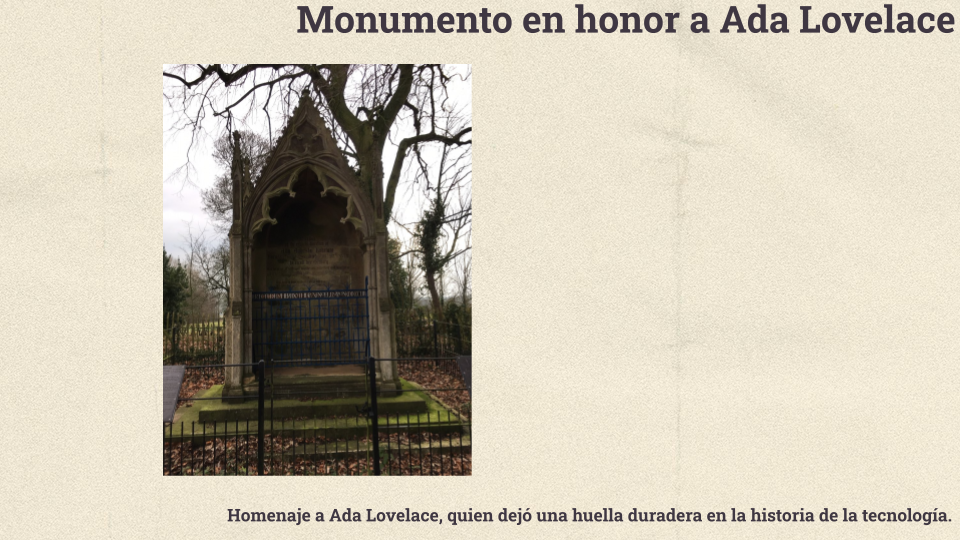 Monumento en honor a Ada Lovelace
Homenaje a Ada Lovelace, quien dejó una huella duradera en la historia de la tecnología.